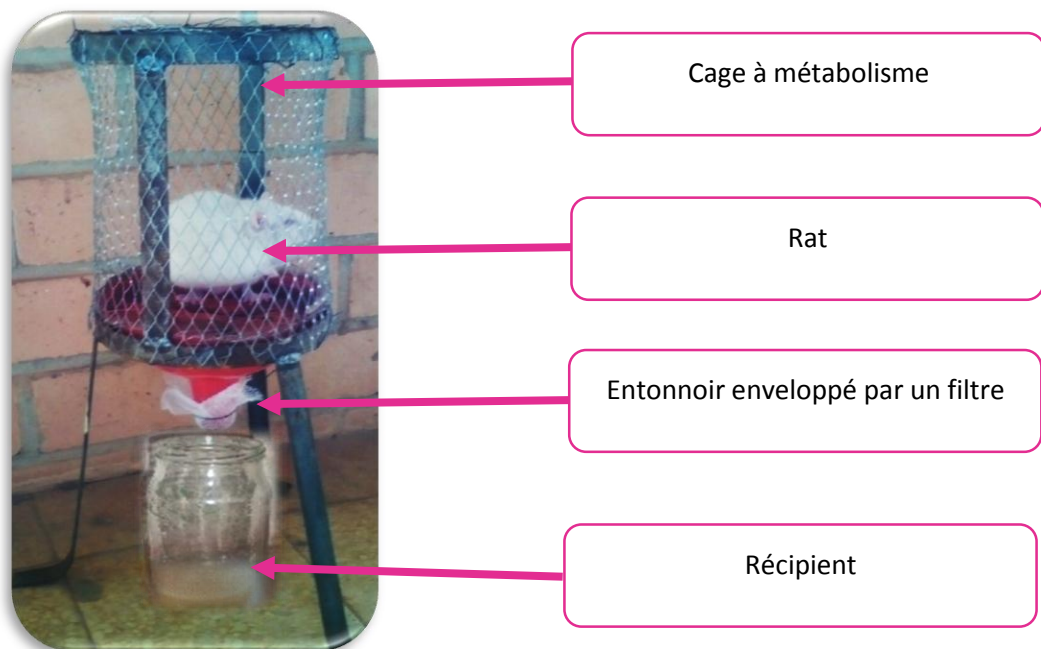 Cage à métabolisme
Rat
Entonnoir enveloppé par un filtre
Récipient